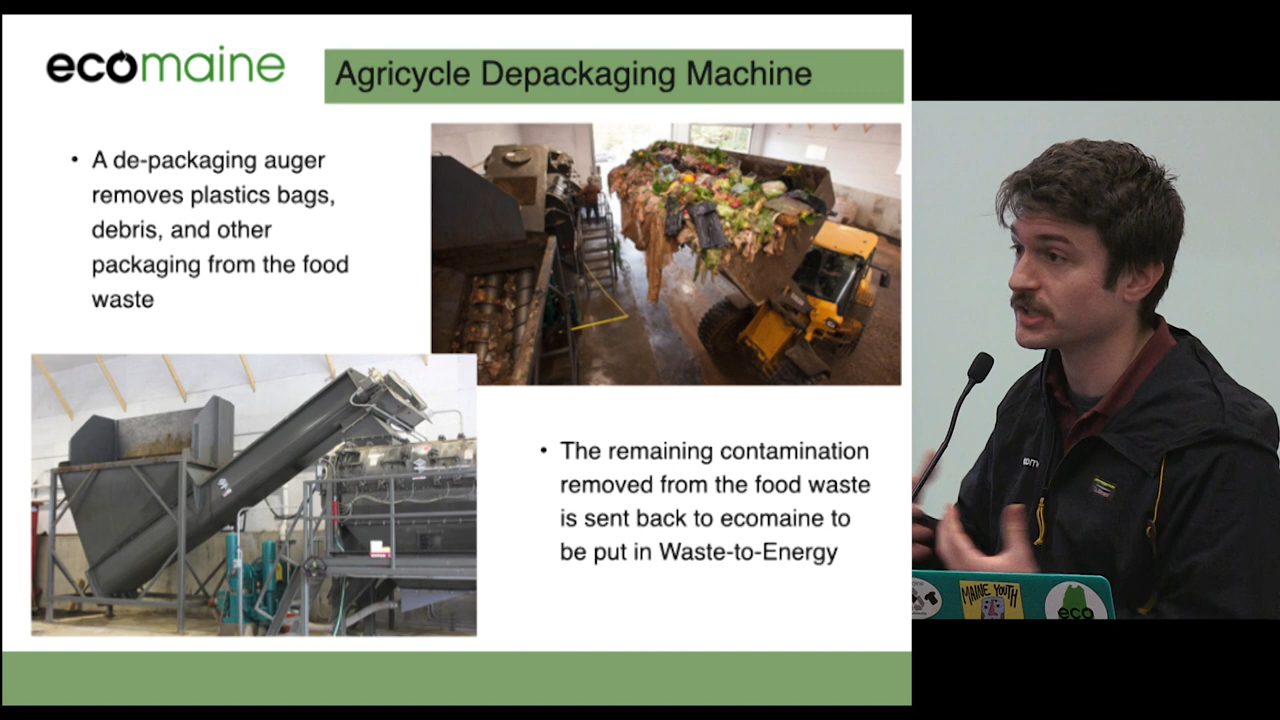 ecomaine
Agricycle Depackaging Machine
• A de-packaging auger
removes plastics bags,
debris, and other
packaging from the food
waste
• The remaining contamination
removed from the food waste
is sent back to ecomaine to
be put in Waste-to-Energy
MAINE YOUTH
eco